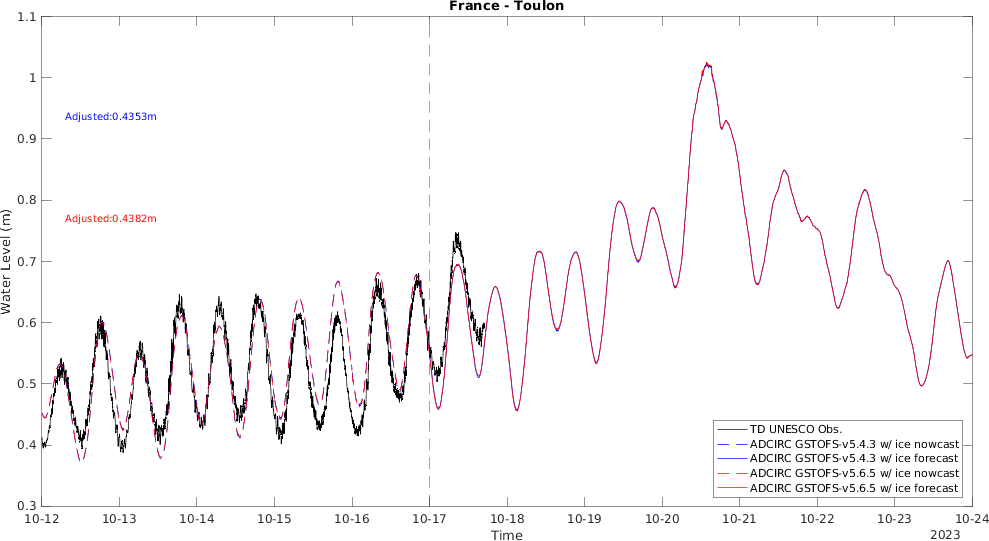 France - Toulon
1.1
1
0.9
0.8
0.7
0.6
0.5
0.4
0.3
Water Level (m)
Adjusted:0.4353m
Adjusted:0.4382m
TD UNESCO Obs.
ADCIRC GSTOFS-v5.4.3 w/ ice nowcast
ADCIRC GSTOFS-v5.4.3 w/ ice forecast
ADCIRC GSTOFS-v5.6.5 w/ ice nowcast
ADCIRC GSTOFS-v5.6.5 w/ ice forecast
10-12 10-13 10-14 10-15 10-16 10-17 10-18 10-19 10-20 10-21 10-22 10-23 10-24
Time
2023